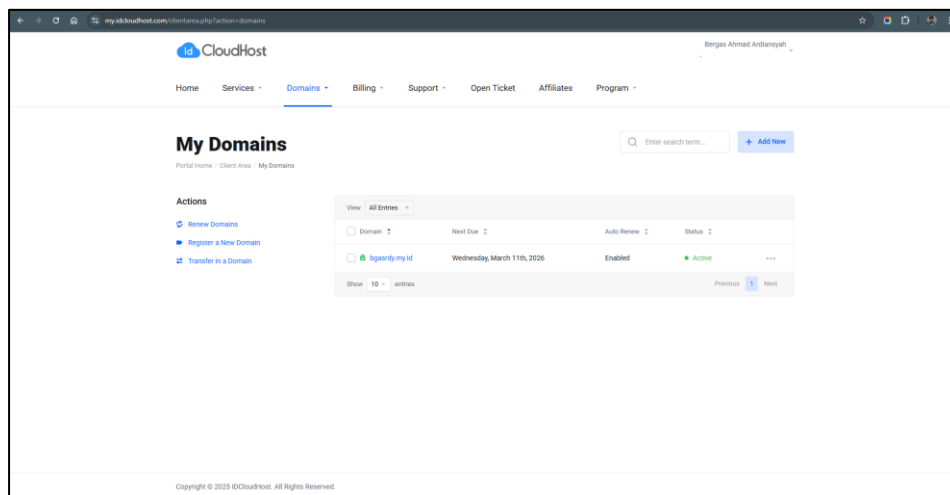 my.idcloudhost.com/clientarea.php?action=domains
id CloudHost
Bergas Ahmad Ardiansyah
Home Services Domains Billing Support Open Ticket Affiliates Program
My Domains
Enter search term...
+ Add New
Portal Home / Client Area / My Domains
Actions
Renew Domains
Register a New Domain
Transfer in a Domain
View All Entries
Domain Next Due Auto Renew Status
bgasrdy.my.id Wednesday, March 11th, 2026 Enabled Active ...
Show 10 entries
Previous 1 Next
Copyright © 2025 IDCloudHost. All Rights Reserved.